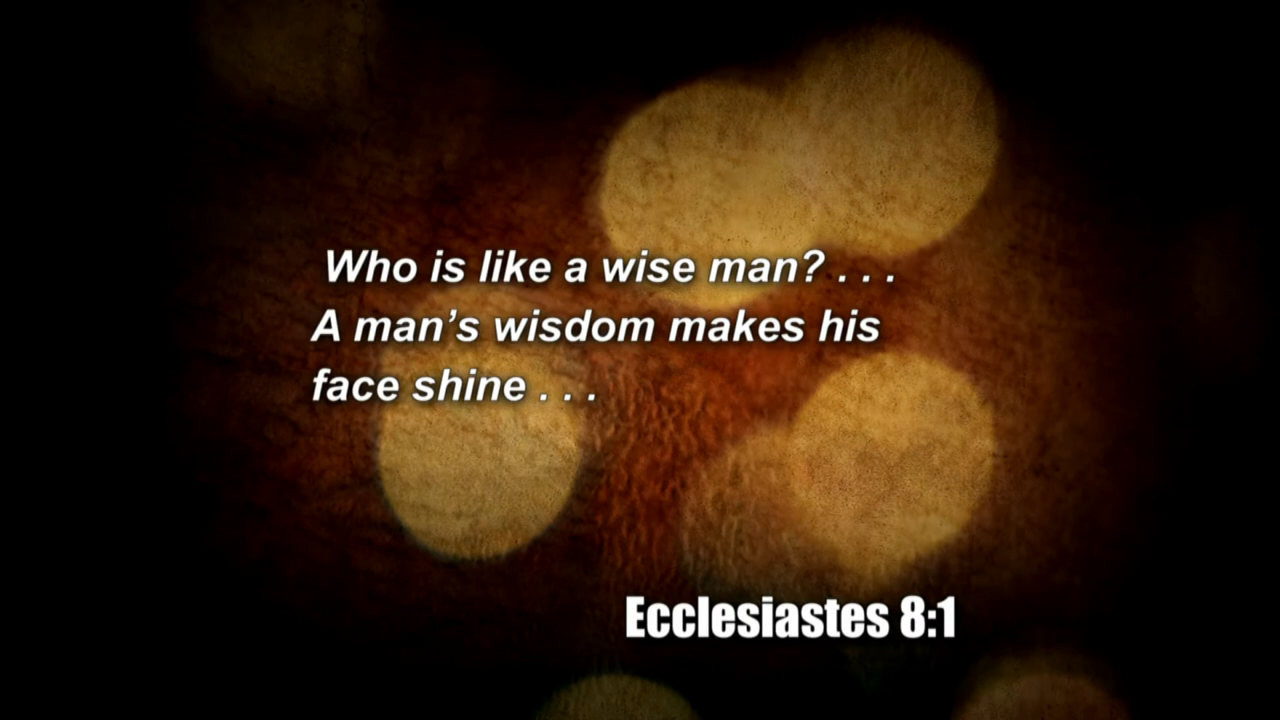 Who is like a wise man? . . .
A man’s wisdom makes his
face shine . . .
Ecclesiastes 8:1